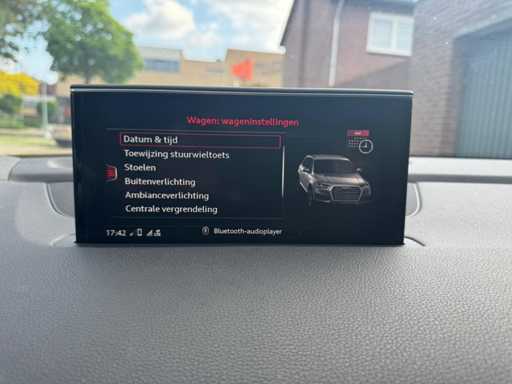 Wagen: wageninstellingen
Datum & tijd
Toewijzing stuurwieltoets
Stoelen
Buitenverlichting
Ambianceverlichting
Centrale vergrendeling
17:42
Bluetooth-audioplayer